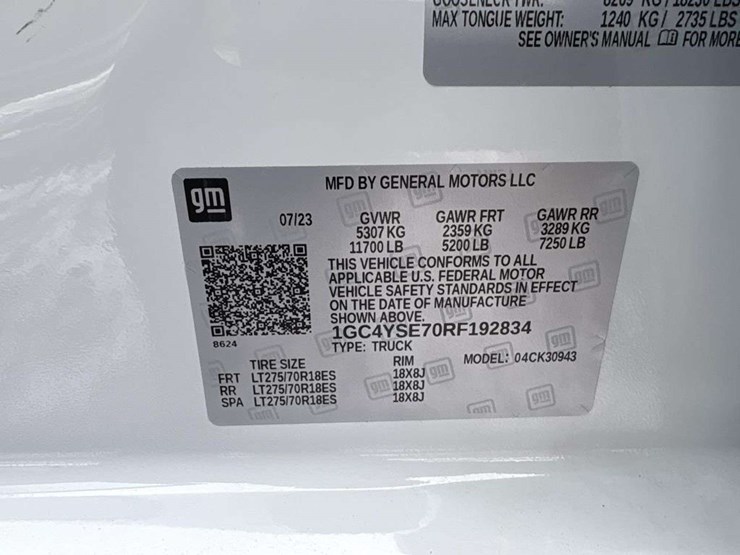 MAX TONGUE WEIGHT: 1240 KG / 2735 LBS
SEE OWNER'S MANUAL FOR MORE
gm
MFD BY GENERAL MOTORS LLC
07/23 GVWR GAWR FRT GAWR RR
5307 KG 2359 KG 3289 KG
11700 LB 5200 LB 7250 LB
THIS VEHICLE CONFORMS TO ALL
APPLICABLE U.S. FEDERAL MOTOR
VEHICLE SAFETY STANDARDS IN EFFECT
ON THE DATE OF MANUFACTURE
SHOWN ABOVE.
1GC4YSE70RF192834
8624
TYPE: TRUCK
TIRE SIZE RIM MODEL: 04CK30943
FRT LT275/70R18ES 18X8J
RR LT275/70R18ES 18X8J
SPA LT275/70R18ES 18X8J